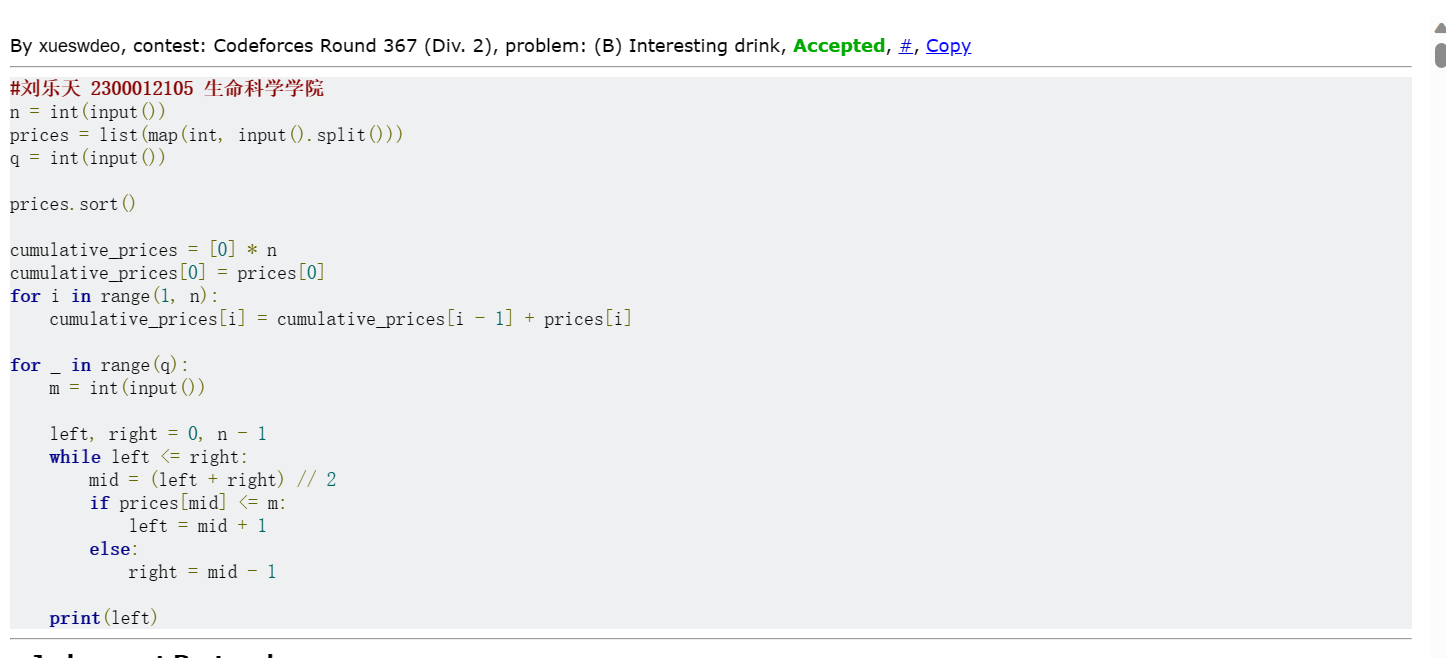 By xueswdeo, contest: Codeforces Round 367 (Div. 2), problem: (B) Interesting drink, Accepted, #, Copy
#刘乐天 2300012105 生命科学学院
n = int(input())
prices = list(map(int, input().split()))
q = int(input())
prices.sort()
cumulative_prices = [0] * n
cumulative_prices[0] = prices[0]
for i in range(1, n):
    cumulative_prices[i] = cumulative_prices[i - 1] + prices[i]
for _ in range(q):
    m = int(input())
    left, right = 0, n - 1
    while left <= right:
        mid = (left + right) // 2
        if prices[mid] <= m:
            left = mid + 1
        else:
            right = mid - 1
    print(left)